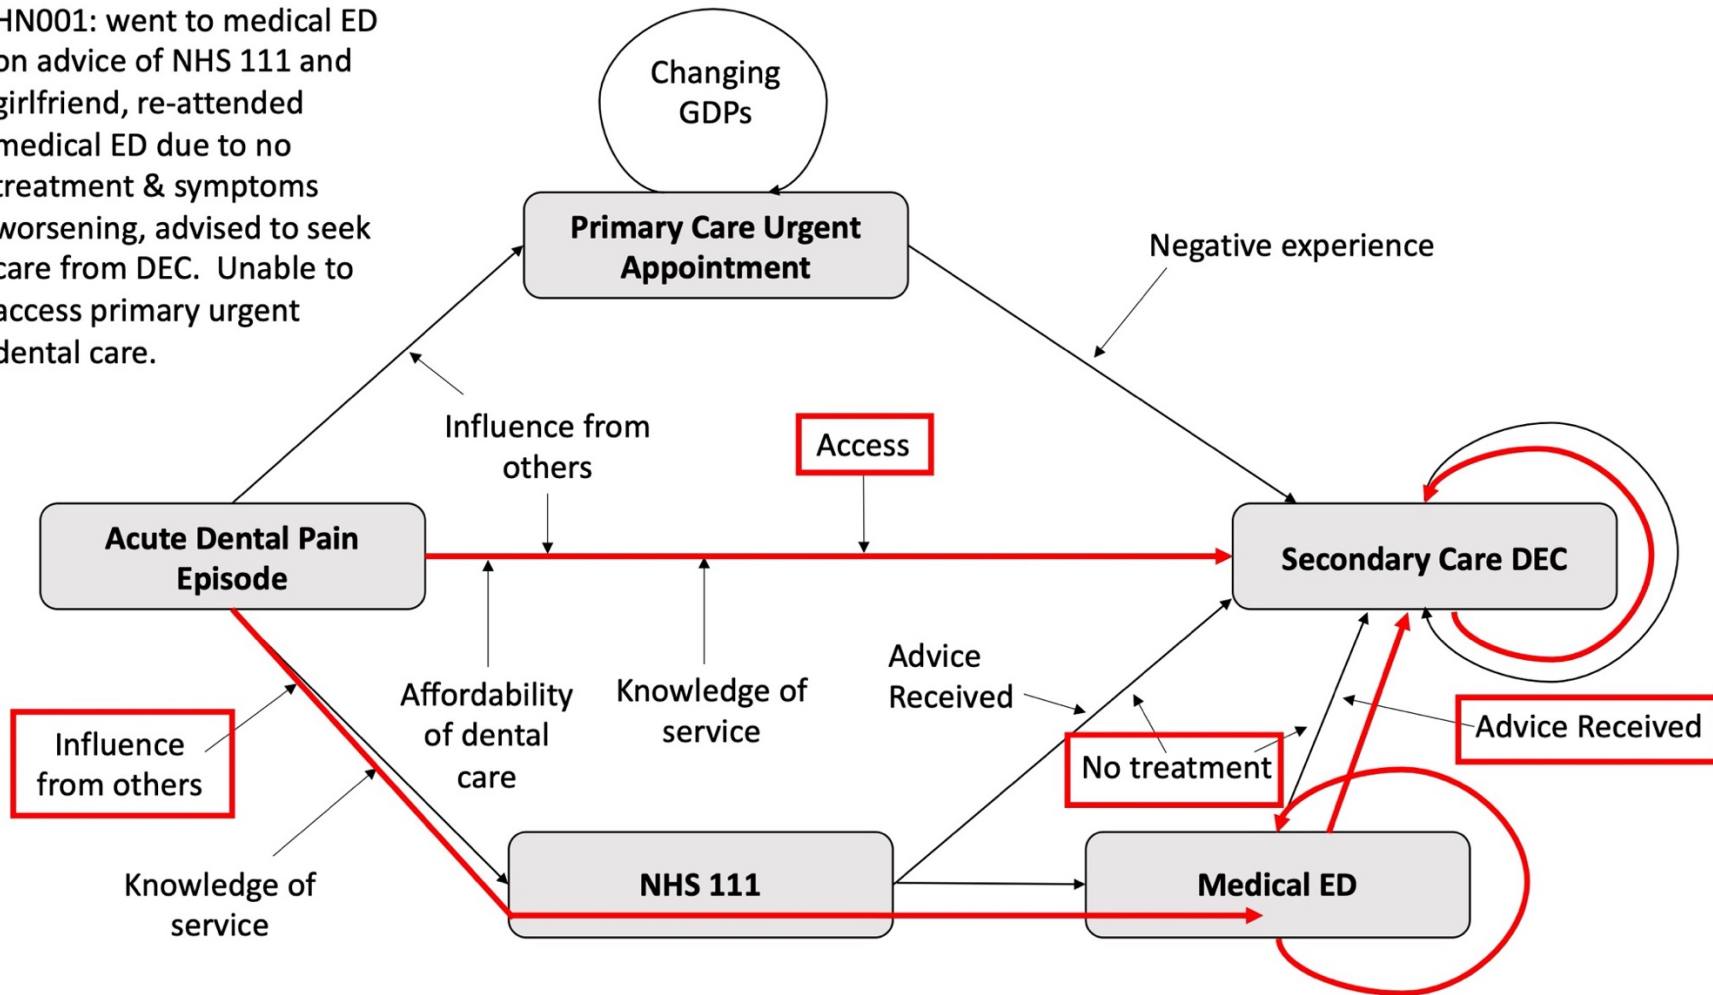 HN001: went to medical ED
on advice of NHS 111 and
girlfriend, re-attended
medical ED due to no
treatment & symptoms
worsening, advised to seek
care from DEC.  Unable to
access primary urgent
dental care.
Changing
GDPs
Primary Care Urgent
Appointment
Negative experience
Influence from
others
Access
Acute Dental Pain
Episode
Secondary Care DEC
Affordability
of dental
care
Knowledge of
service
Advice
Received
No treatment
Advice Received
Influence
from others
Knowledge of
service
NHS 111
Medical ED